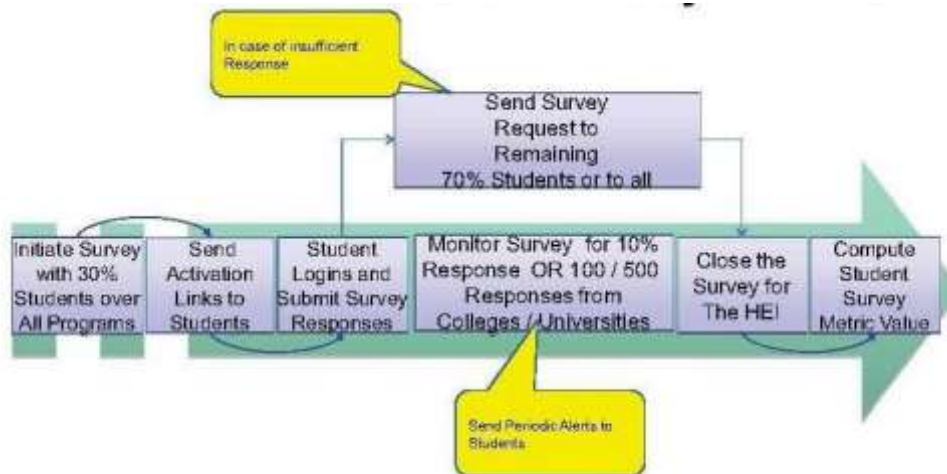 In case of insufficient
Response
Send Survey
Request to
Remaining
70% Students or to all
Initiate Survey
with 30%
Students over
All Programs
Send
Activation
Links to
Students
Student
Logins and
Submit Survey
Responses
Monitor Survey for 10%
Response OR 100 / 500
Responses from
Colleges / Universities
Close the
Survey for
The HEI
Compute
Student
Survey
Metric Value
Send Periodic Alerts to
Students